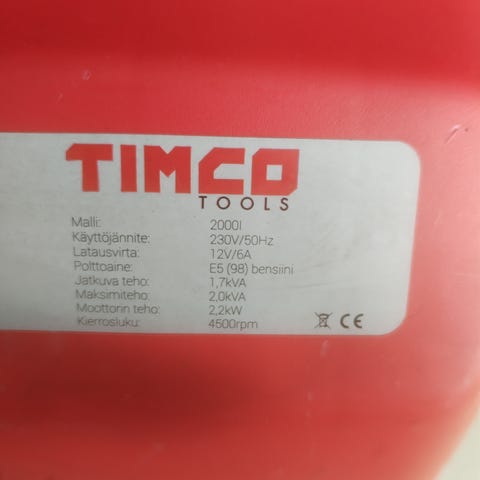 TIMCO
TOOLS
Malli: 2000I
Käyttöjännite: 230V/50Hz
Latausvirta: 12V/6A
Polttoaine: E5 (98) bensiini
Jatkuva teho: 1,7kVA
Maksimiteho: 2,0kVA
Moottorin teho: 2,2kW
Kierrosluku: 4500rpm
CE